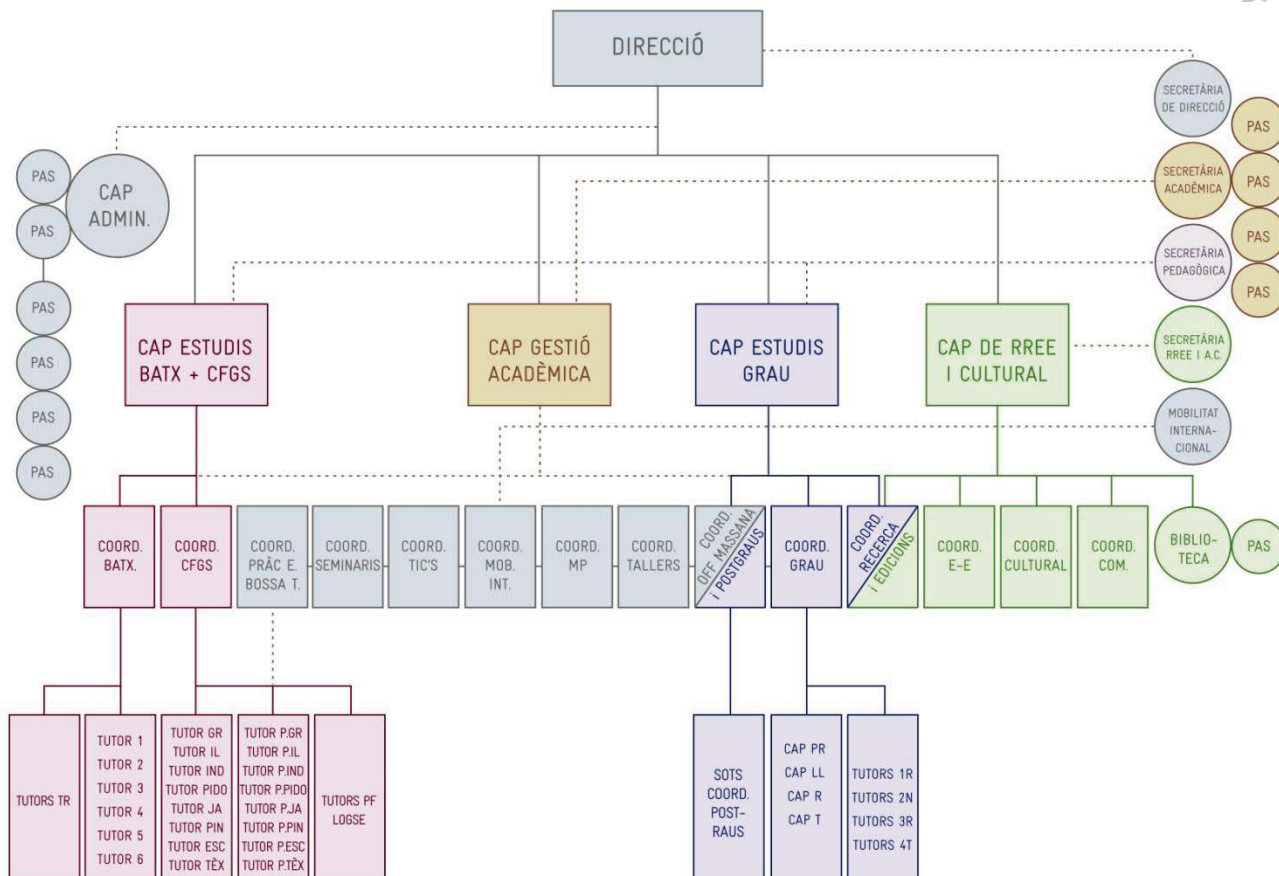 DIRECCIÓ
SECRETÀRIA
DE DIRECCIÓ
PAS
PAS
PAS
PAS
SECRETÀRIA
ACADÈMICA
SECRETÀRIA
PEDAGÒGICA
SECRETÀRIA
RREE I A.C.
MOBILITAT
INTERNA-
CIONAL
CAP
ADMIN.
PAS
PAS
PAS
PAS
PAS
PAS
CAP ESTUDIS
BATX + CFGS
CAP GESTIÓ
ACADÈMICA
CAP ESTUDIS
GRAU
CAP DE RREE
I CULTURAL
COORD.
BATX.
COORD.
CFGS
COORD.
PRÀC E.
BOSSA T.
COORD.
SEMINARIS
COORD.
TIC'S
COORD.
MOB.
INT.
COORD.
MP
COORD.
TALLERS
COORD.
OFF MASSANA
i POSTGRAUS
COORD.
GRAU
COORD.
RECERCA
i EDICIONS
COORD.
E-E
COORD.
CULTURAL
COORD.
COM.
BIBLIO-
TECA
PAS
TUTORS TR
TUTOR 1
TUTOR 2
TUTOR 3
TUTOR 4
TUTOR 5
TUTOR 6
TUTOR GR
TUTOR IL
TUTOR IND
TUTOR PIDO
TUTOR JA
TUTOR PIN
TUTOR ESC
TUTOR TÈX
TUTOR P.GR
TUTOR P.IL
TUTOR P.IND
TUTOR P.PIDO
TUTOR P.JA
TUTOR P.PIN
TUTOR P.ESC
TUTOR P.TÈX
TUTORS PF
LOGSE
SOTS
COORD.
POST-
RAUS
CAP PR
CAP LL
CAP R
CAP T
TUTORS 1R
TUTORS 2N
TUTORS 3R
TUTORS 4T